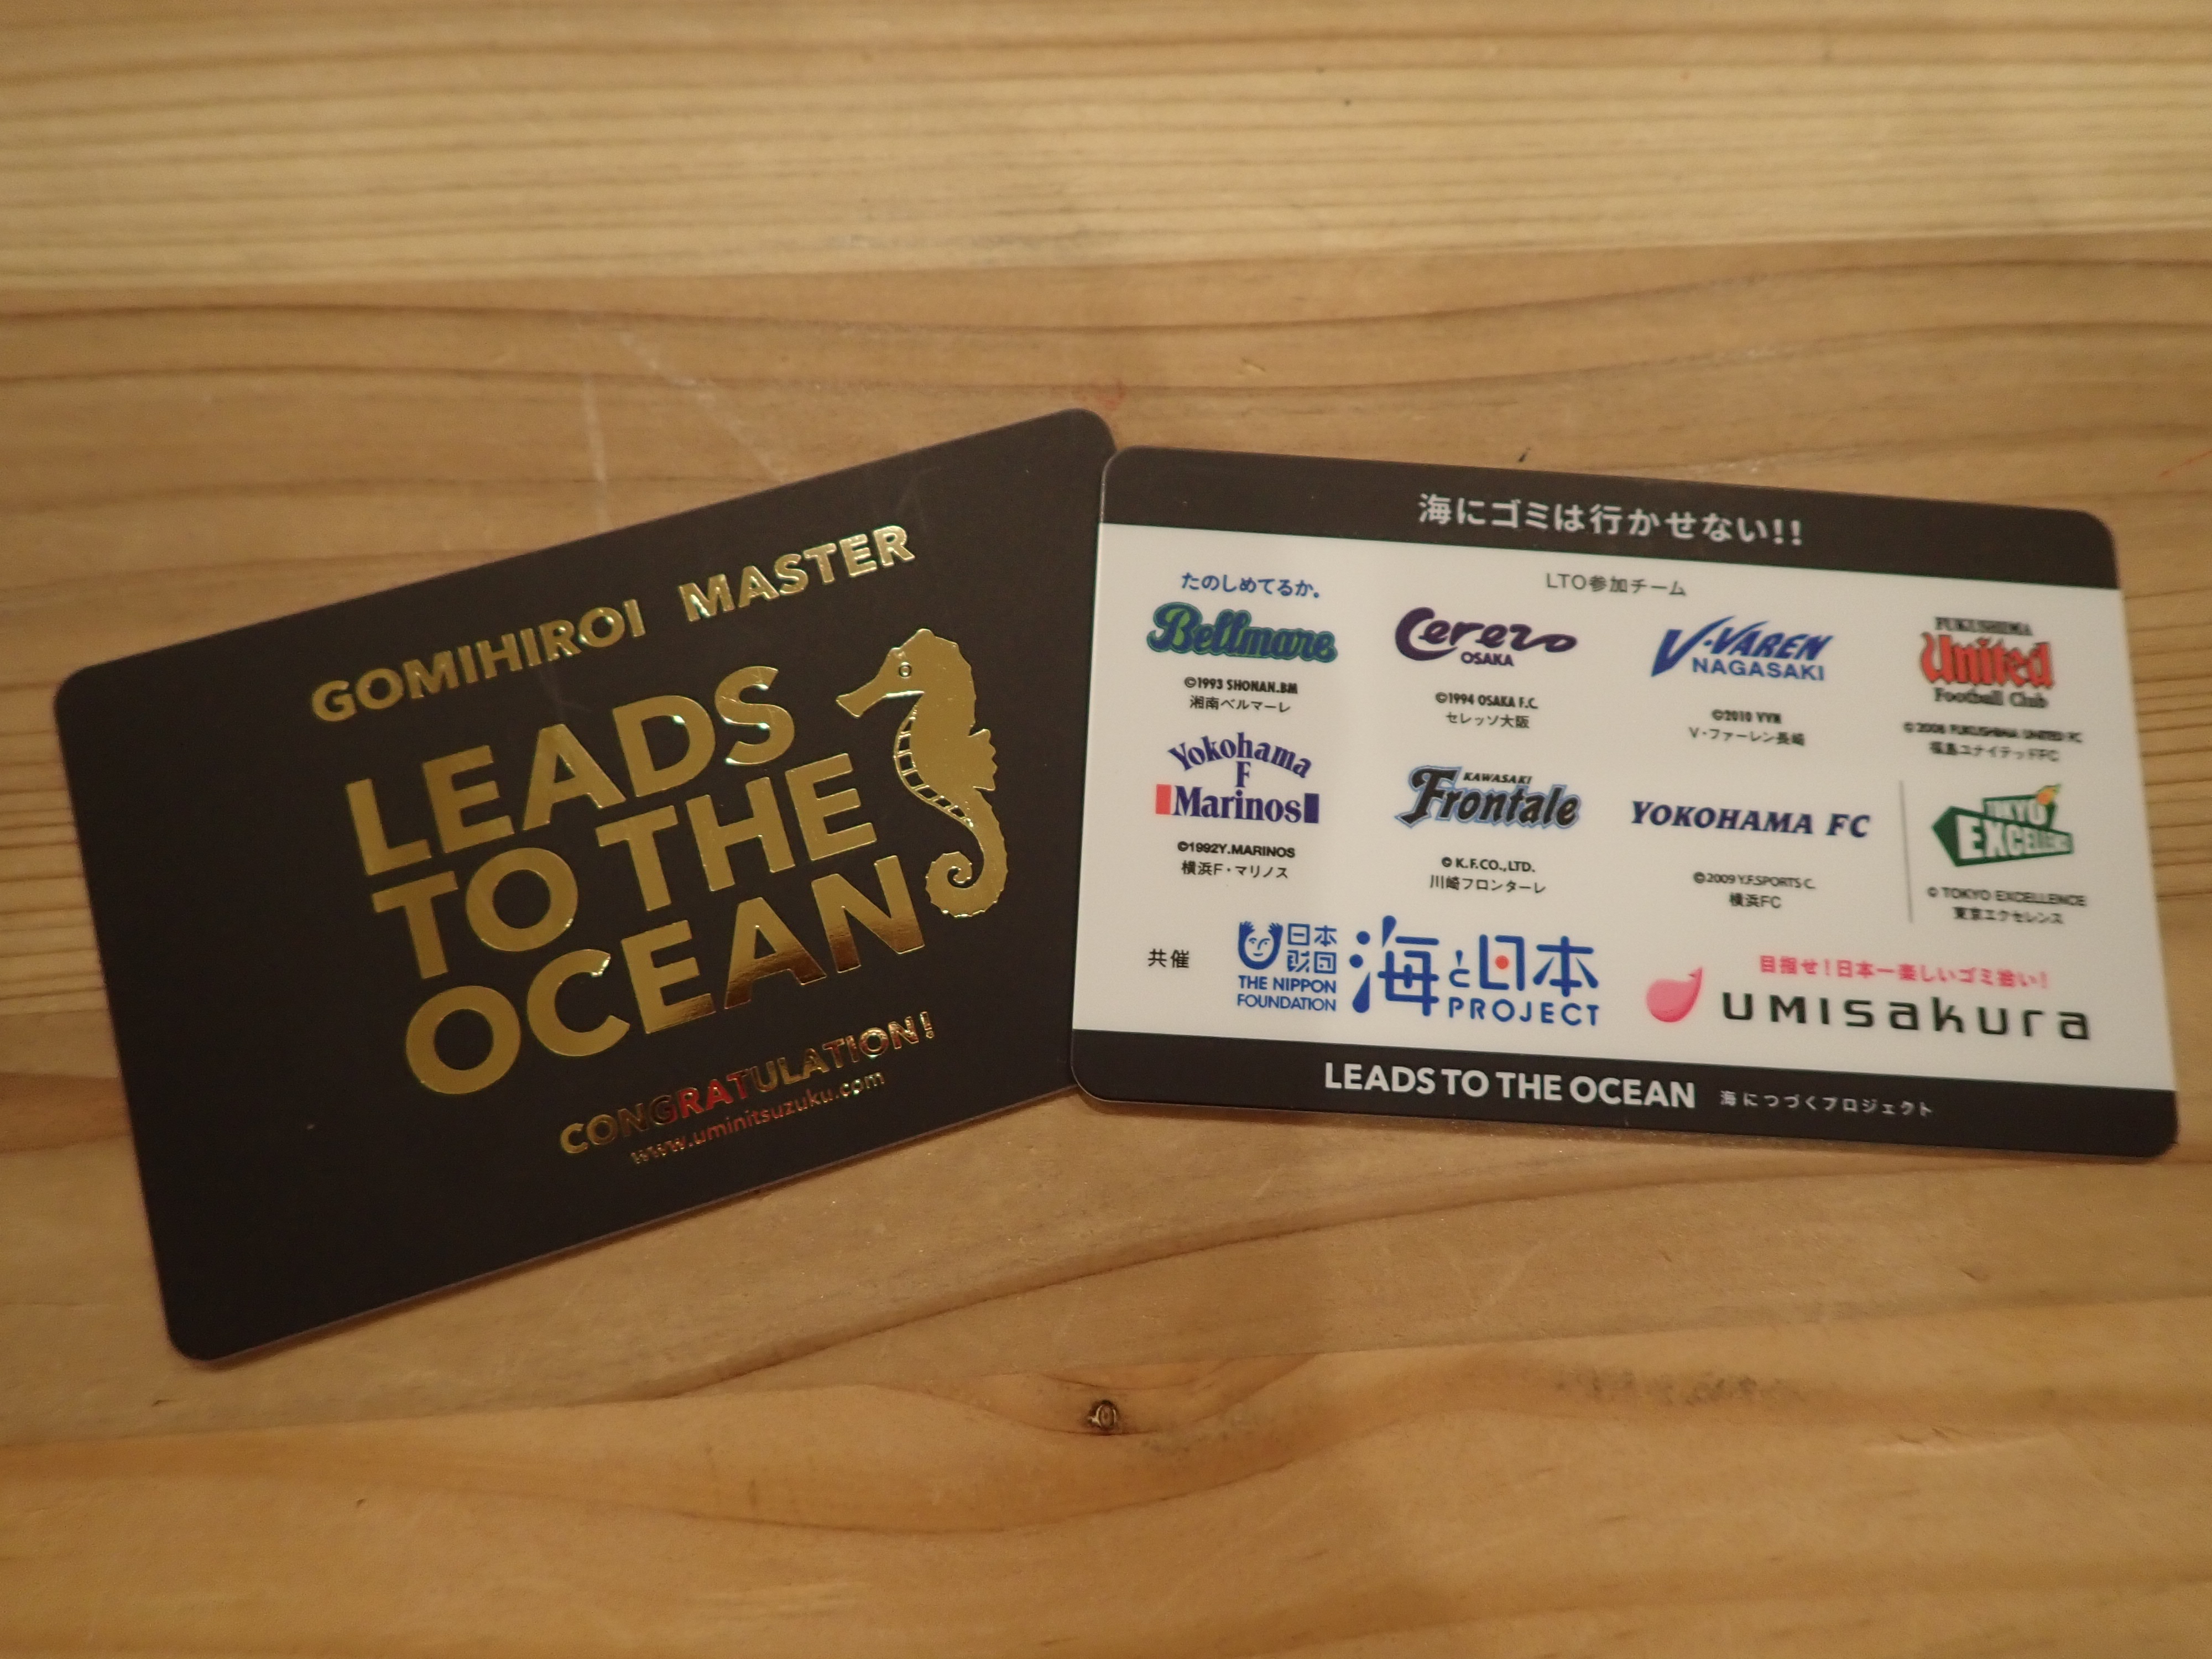 GOMIHIROI MASTER
LEADS
TO THE
OCEAN
CONGRATULATION!
www.uminitsuzuku.com
海にゴミは行かせない!!
LTO参加チーム
たのしめてるか。
Bellmare
©1993 SHONAN.BM
湘南ベルマーレ
Cerezo
OSAKA
©1994 OSAKA F.C.
セレッソ大阪
V·VAREN
NAGASAKI
©2010 VVN
V・ファーレン長崎
FUKUSHIMA
United
Football Club
©2008 FUKUSHIMA UNITED FC
福島ユナイテッドFC
Yokohama
F
Marinos
©1992Y.MARINOS
横浜F・マリノス
KAWASAKI
Frontale
© K.F.CO.,LTD.
川崎フロンターレ
YOKOHAMA FC
©2009 Y.F.SPORTS C.
横浜FC
TOKYO
EXCELLENCE
© TOKYO EXCELLENCE
東京エクセレンス
共催
日本
財団
THE NIPPON
FOUNDATION
海と日本
PROJECT
目指せ!日本一楽しいゴミ拾い!
UMISAKURA
LEADS TO THE OCEAN 海につづくプロジェクト